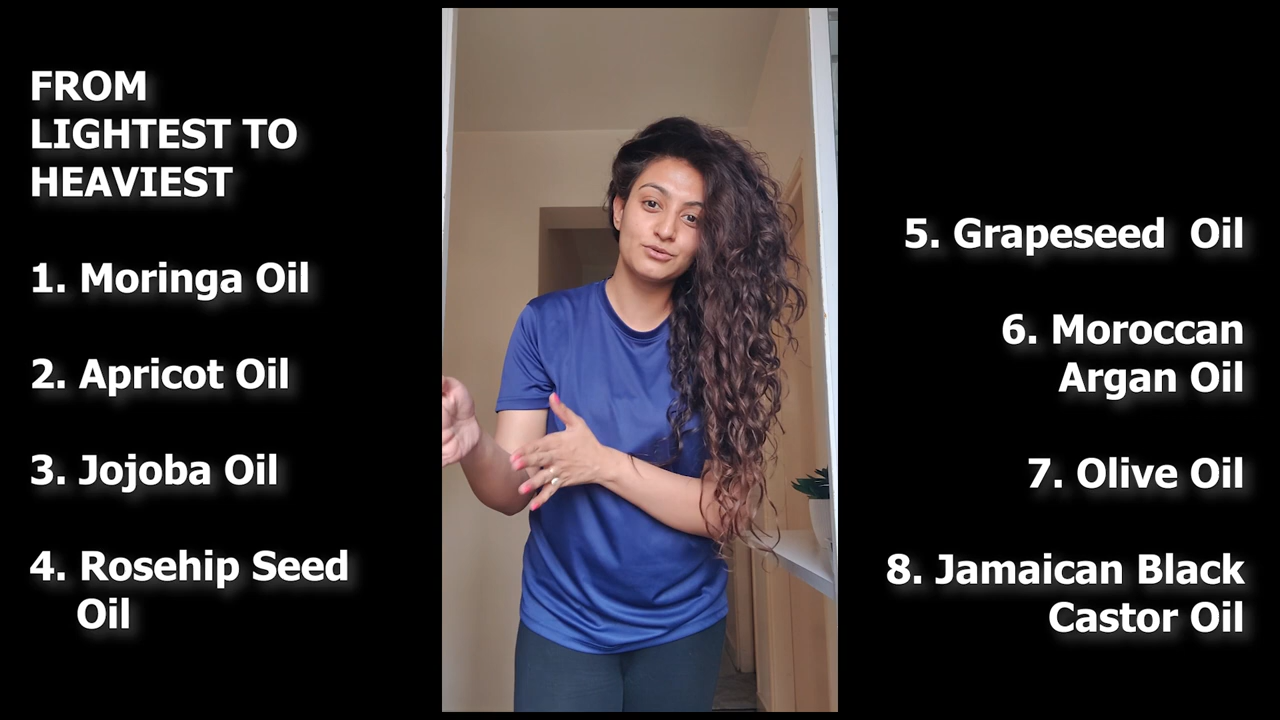 FROM
LIGHTEST TO
HEAVIEST
1. Moringa Oil
2. Apricot Oil
3. Jojoba Oil
4. Rosehip Seed
Oil
5. Grapeseed  Oil
6. Moroccan
Argan Oil
7. Olive Oil
8. Jamaican Black
Castor Oil